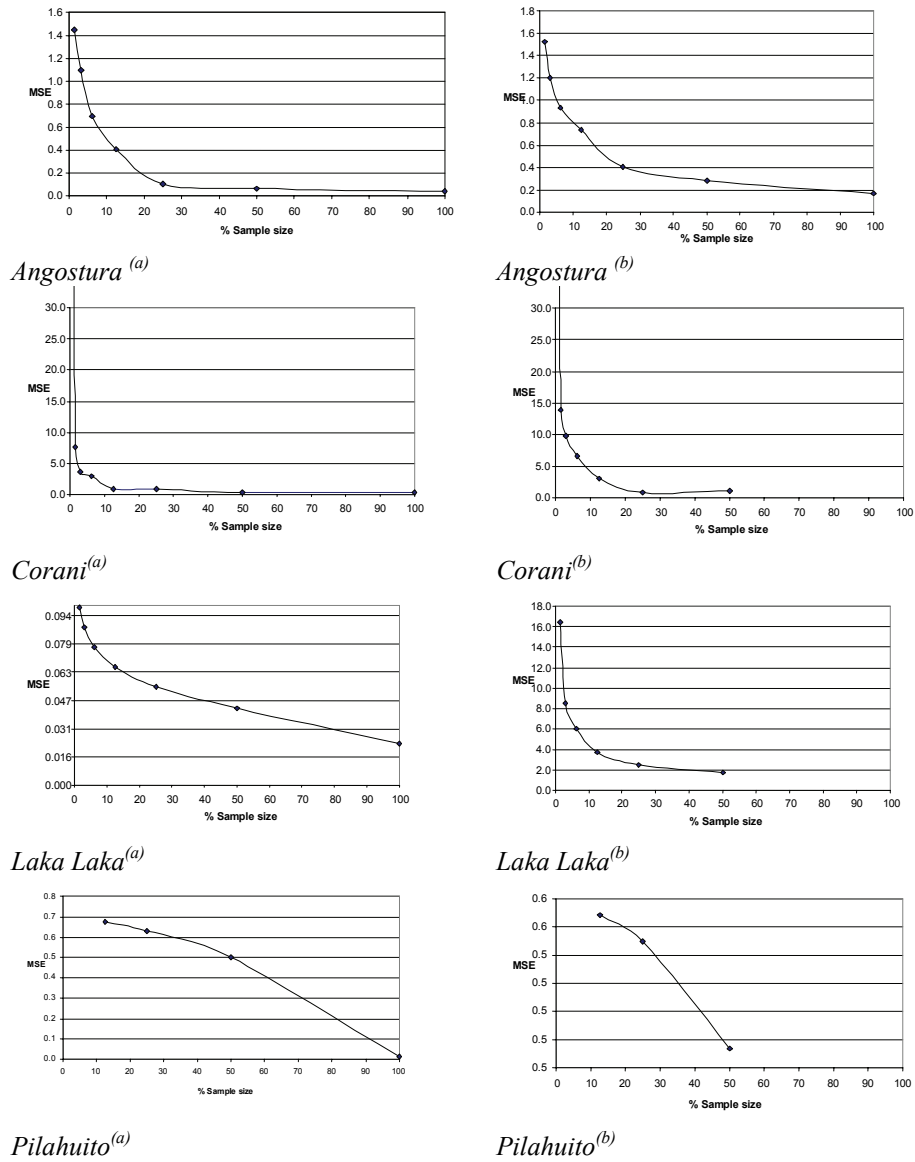 1.6
1.4
1.2
1.0
MSE
0.8
0.6
0.4
0.2
0.0
0 10 20 30 40 50 60 70 80 90 100
% Sample size
Angostura (a)
1.8
1.6
1.4
1.2
MSE
1.0
0.8
0.6
0.4
0.2
0.0
0 10 20 30 40 50 60 70 80 90 100
% Sample size
Angostura (b)
30.0
25.0
20.0
MSE
15.0
10.0
5.0
0.0
0 10 20 30 40 50 60 70 80 90 100
% Sample size
Corani(a)
30.0
25.0
20.0
MSE
15.0
10.0
5.0
0.0
0 10 20 30 40 50 60 70 80 90 100
% Sample size
Corani(b)
0.094
0.079
0.063
MSE
0.047
0.031
0.016
0.000
0 10 20 30 40 50 60 70 80 90 100
% Sample size
Laka Laka(a)
18.0
16.0
14.0
12.0
MSE
10.0
8.0
6.0
4.0
2.0
0.0
0 10 20 30 40 50 60 70 80 90 100
% Sample size
Laka Laka(b)
0.8
0.7
0.6
0.5
MSE
0.4
0.3
0.2
0.1
0.0
0 10 20 30 40 50 60 70 80 90 100
% Sample size
Pilahuito(a)
0.6
0.6
0.5
MSE
0.5
0.5
0.5
0.5
0 10 20 30 40 50 60 70 80 90 100
% Sample size
Pilahuito(b)